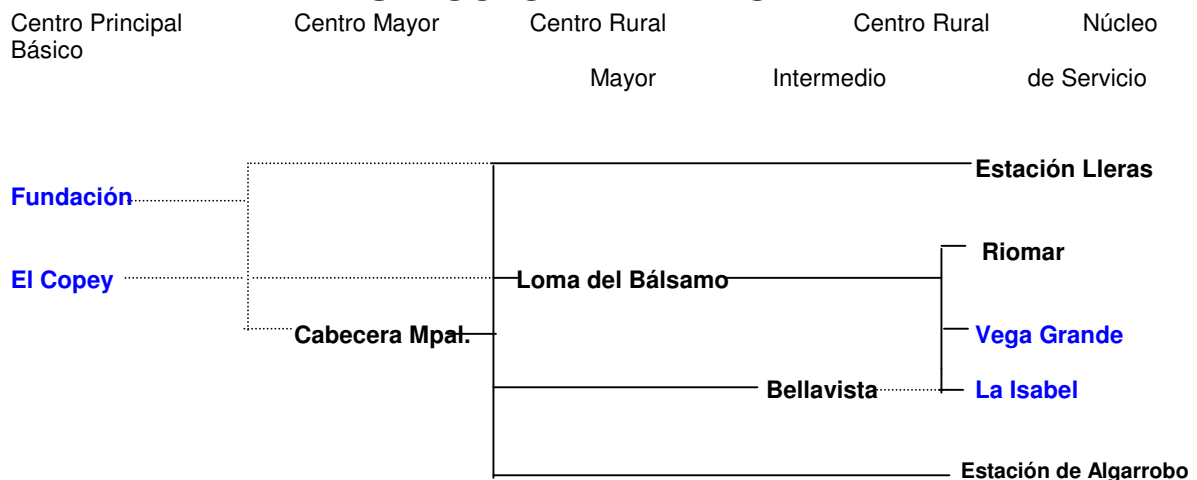 Centro Principal Centro Mayor Centro Rural Centro Rural Núcleo
Básico
Mayor Intermedio de Servicio
Estación Lleras
Fundación
Riomar
El Copey Loma del Bálsamo
Cabecera Mpal. Vega Grande
Bellavista La Isabel
Estación de Algarrobo